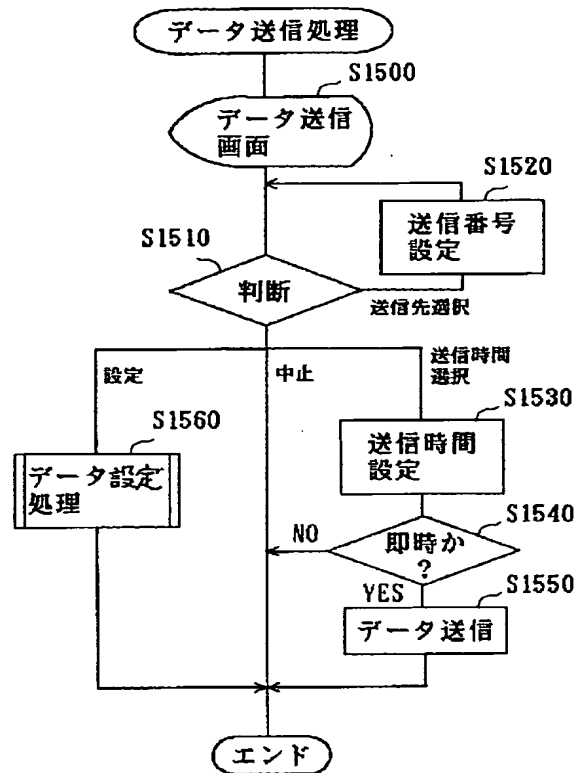 データ送信処理
S1500
データ送信
画面
S1520
送信番号
設定
S1510
判断
送信先選択
設定
中止
送信時間
選択
S1530
送信時間
設定
S1560
データ設定
処理
S1540
即時か
?
NO
YES
S1550
データ送信
エンド